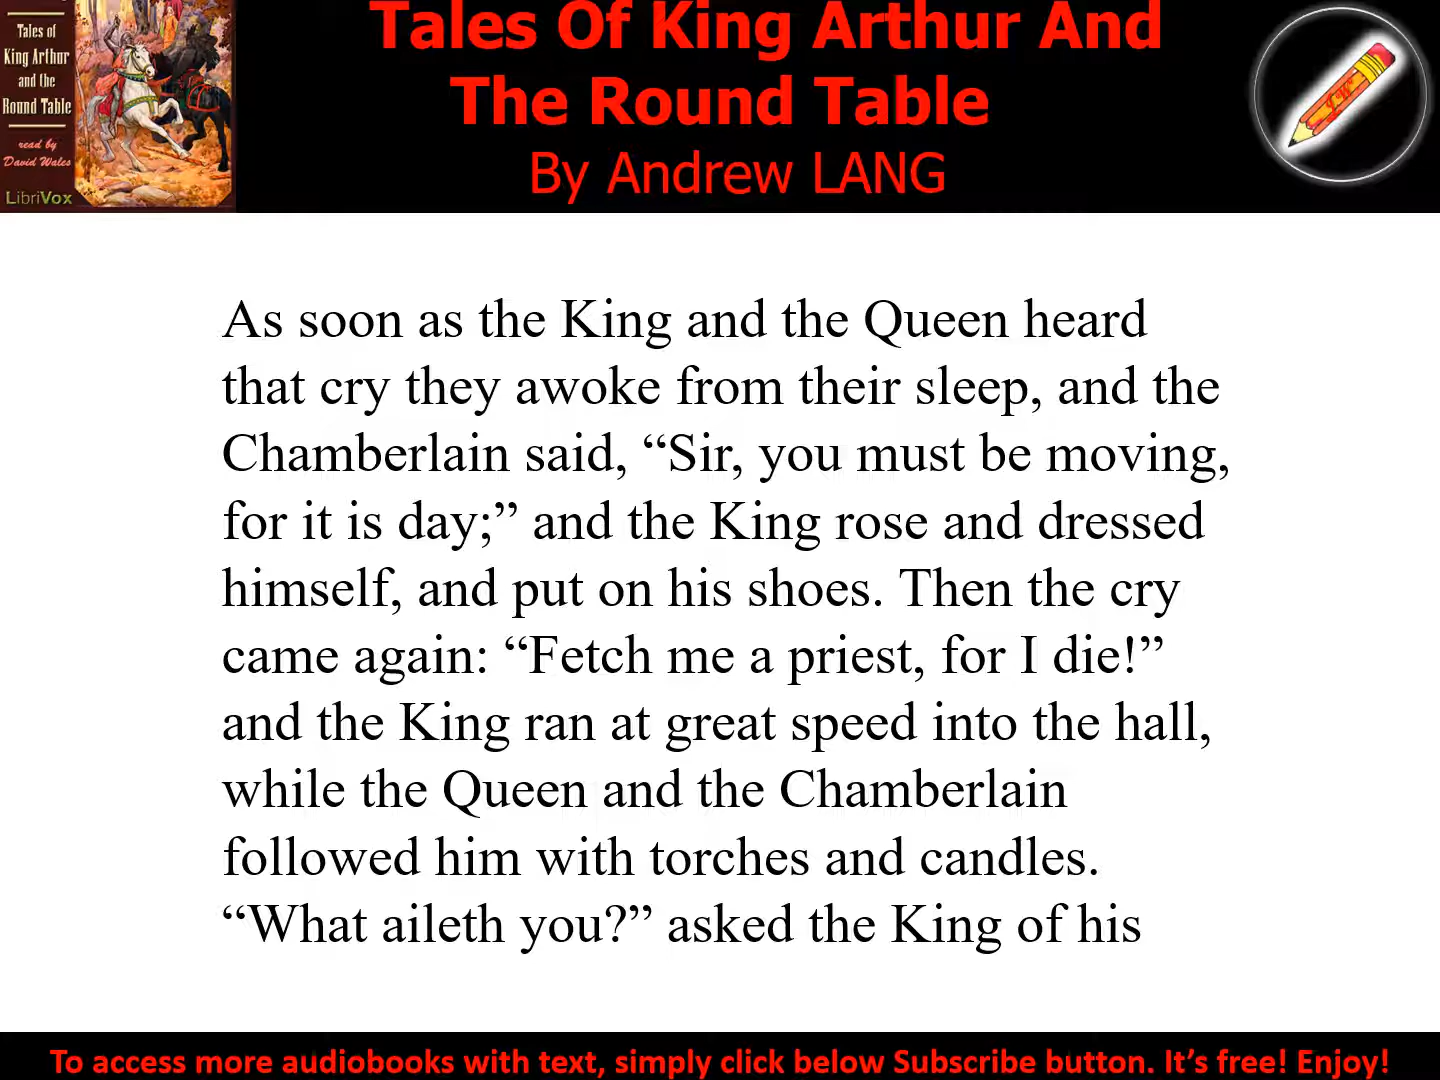 Tales of
King Arthur
and the
Round Table
read by
David Wales
LibriVox
Tales Of King Arthur And
The Round Table
By Andrew LANG
As soon as the King and the Queen heard
that cry they awoke from their sleep, and the
Chamberlain said, “Sir, you must be moving,
for it is day;” and the King rose and dressed
himself, and put on his shoes. Then the cry
came again: “Fetch me a priest, for I die!”
and the King ran at great speed into the hall,
while the Queen and the Chamberlain
followed him with torches and candles.
“What aileth you?” asked the King of his
To access more audiobooks with text, simply click below Subscribe button. It’s free! Enjoy!